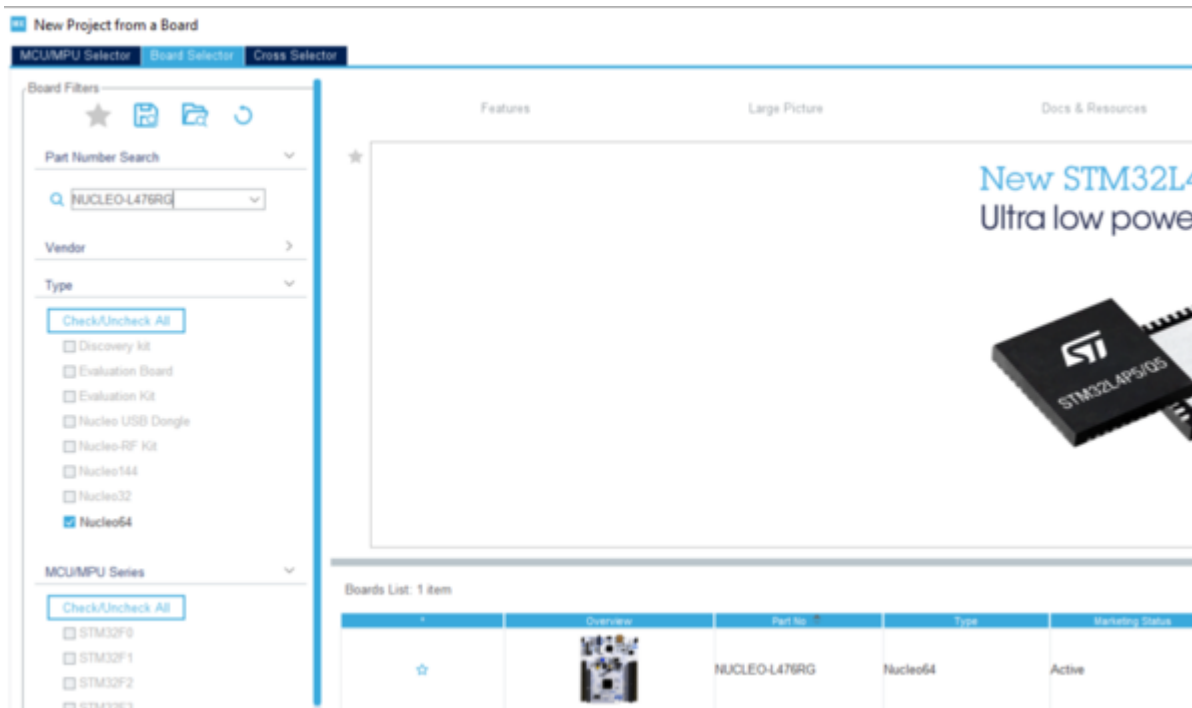 MX New Project from a Board
MCU/MPU Selector Board Selector Cross Selector
Board Filters
Features Large Picture Docs & Resources
Part Number Search
NUCLEO-L476RG
Vendor
Type
Check/Uncheck All
Discovery kit
Evaluation Board
Evaluation Kit
Nucleo USB Dongle
Nucleo-RF Kit
Nucleo144
Nucleo32
Nucleo64
MCU/MPU Series
Check/Uncheck All
STM32F0
STM32F1
STM32F2
STM32F3
New STM32L4
Ultra low powe
ST
STM32L4P5/Q5
Boards List: 1 item
* Overview Part No Type Marketing Status
NUCLEO-L476RG Nucleo64 Active